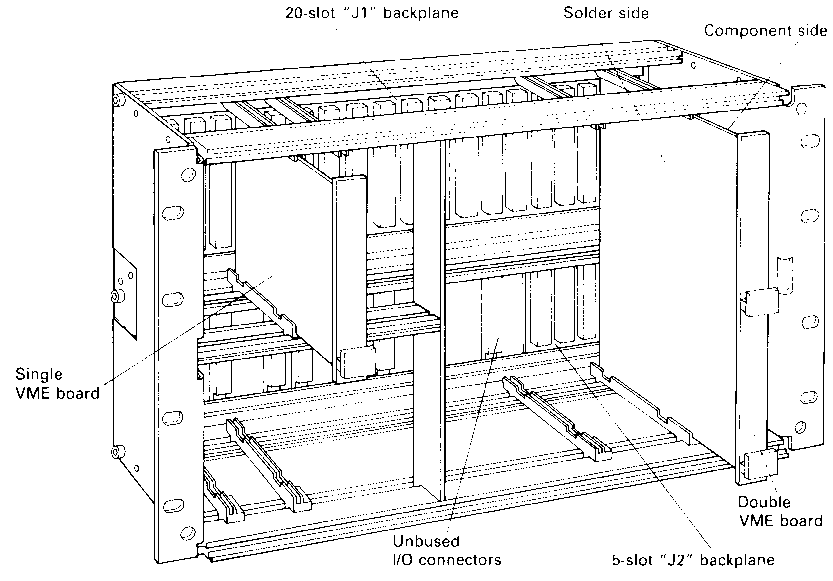 20-slot "J1" backplane
Solder side
Component side
Single
VME board
Double
VME board
Unbused
I/O connectors
5-slot "J2" backplane